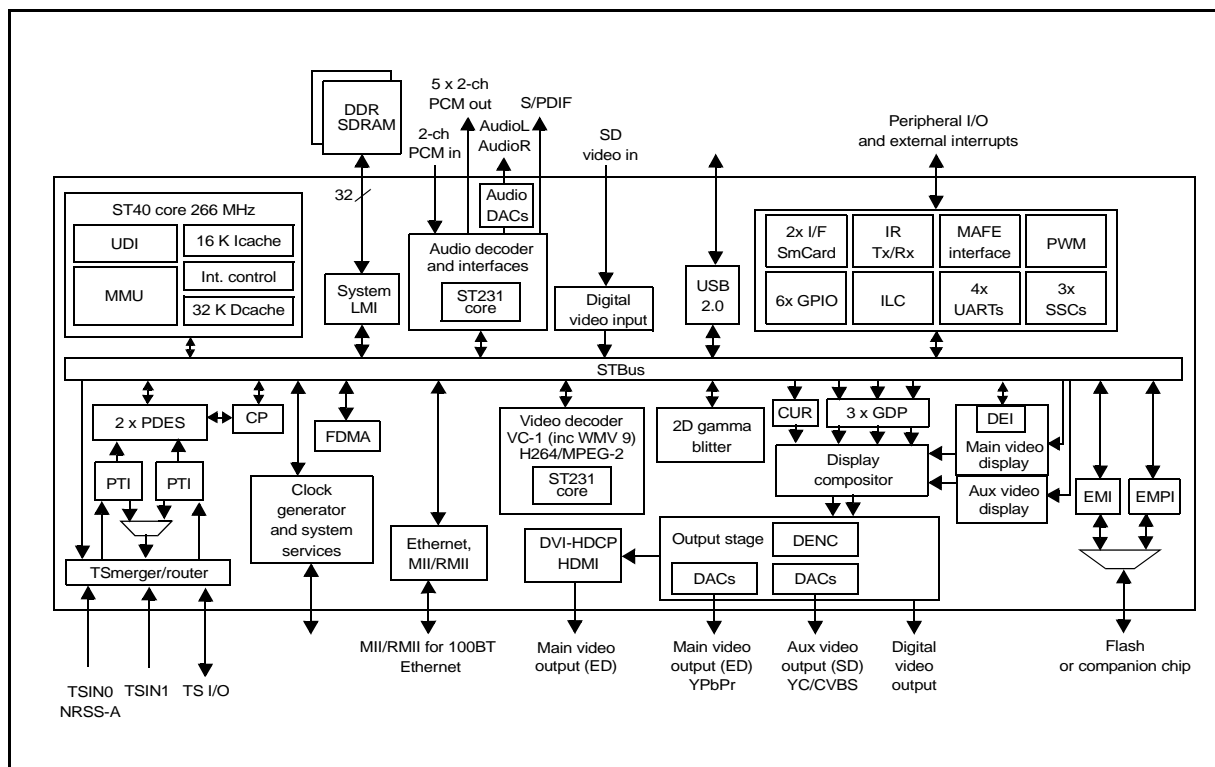 DDR
SDRAM
5 x 2-ch
PCM out
S/PDIF
2-ch
PCM in
AudioL
AudioR
SD
video in
Peripheral I/O
and external interrupts
32
ST40 core 266 MHz
UDI
16 K Icache
MMU
Int. control
32 K Dcache
System
LMI
Audio
DACs
Audio decoder
and interfaces
ST231
core
Digital
video input
USB
2.0
2x I/F
SmCard
IR
Tx/Rx
MAFE
interface
PWM
6x GPIO
ILC
4x
UARTs
3x
SSCs
STBus
2 x PDES
CP
FDMA
Video decoder
VC-1 (inc WMV 9)
H264/MPEG-2
ST231
core
2D gamma
blitter
CUR
3 x GDP
DEI
Main video
display
Display
compositor
Aux video
display
EMI
EMPI
PTI
PTI
Clock
generator
and system
services
Ethernet,
MII/RMII
DVI-HDCP
HDMI
Output stage
DENC
DACs
DACs
TSmerger/router
MII/RMII for 100BT
Ethernet
Main video
output (ED)
Main video
output (ED)
YPbPr
Aux video
output (SD)
YC/CVBS
Digital
video
output
Flash
or companion chip
TSIN0
NRSS-A
TSIN1
TS I/O